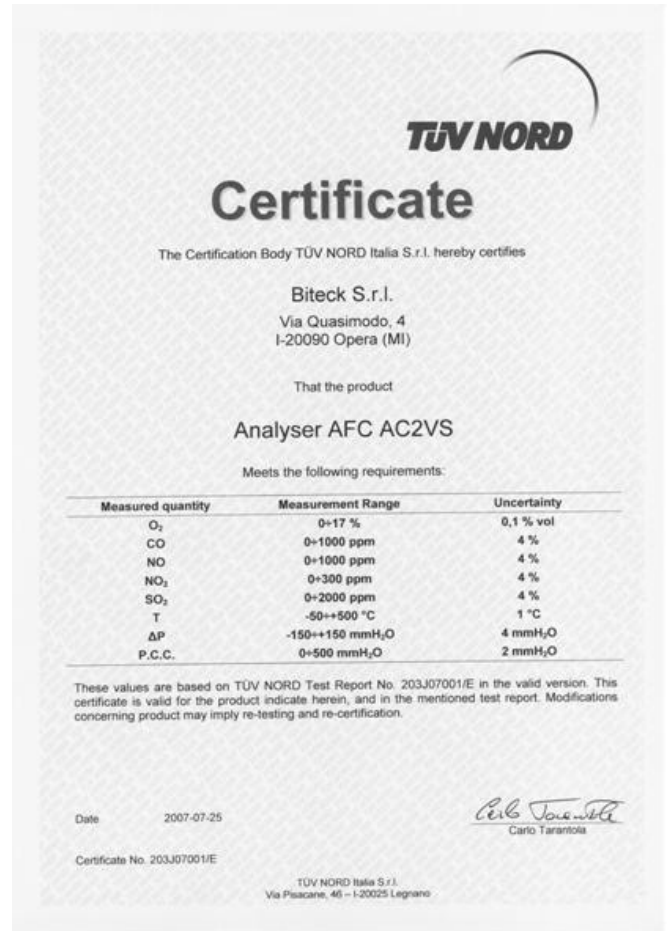 TÜV NORD
Certificate
The Certification Body TÜV NORD Italia S.r.l. hereby certifies
Biteck S.r.l.
Via Quasimodo, 4
I-20090 Opera (MI)
That the product
Analyser AFC AC2VS
Meets the following requirements:
Measured quantity Measurement Range Uncertainty
O₂ 0÷17 % 0,1 % vol
CO 0÷1000 ppm 4 %
NO 0÷1000 ppm 4 %
NO₂ 0÷300 ppm 4 %
SO₂ 0÷2000 ppm 4 %
T -50÷+500 °C 1 °C
ΔP -150÷+150 mmH₂O 4 mmH₂O
P.C.C. 0÷500 mmH₂O 2 mmH₂O
These values are based on TÜV NORD Test Report No. 203J07001/E in the valid version. This
certificate is valid for the product indicate herein, and in the mentioned test report. Modifications
concerning product may imply re-testing and re-certification.
Carlo Tarantola
Date 2007-07-25
Carlo Tarantola
Certificate No. 203J07001/E
TÜV NORD Italia S.r.l.
Via Pisacane, 46 – I-20025 Legnano